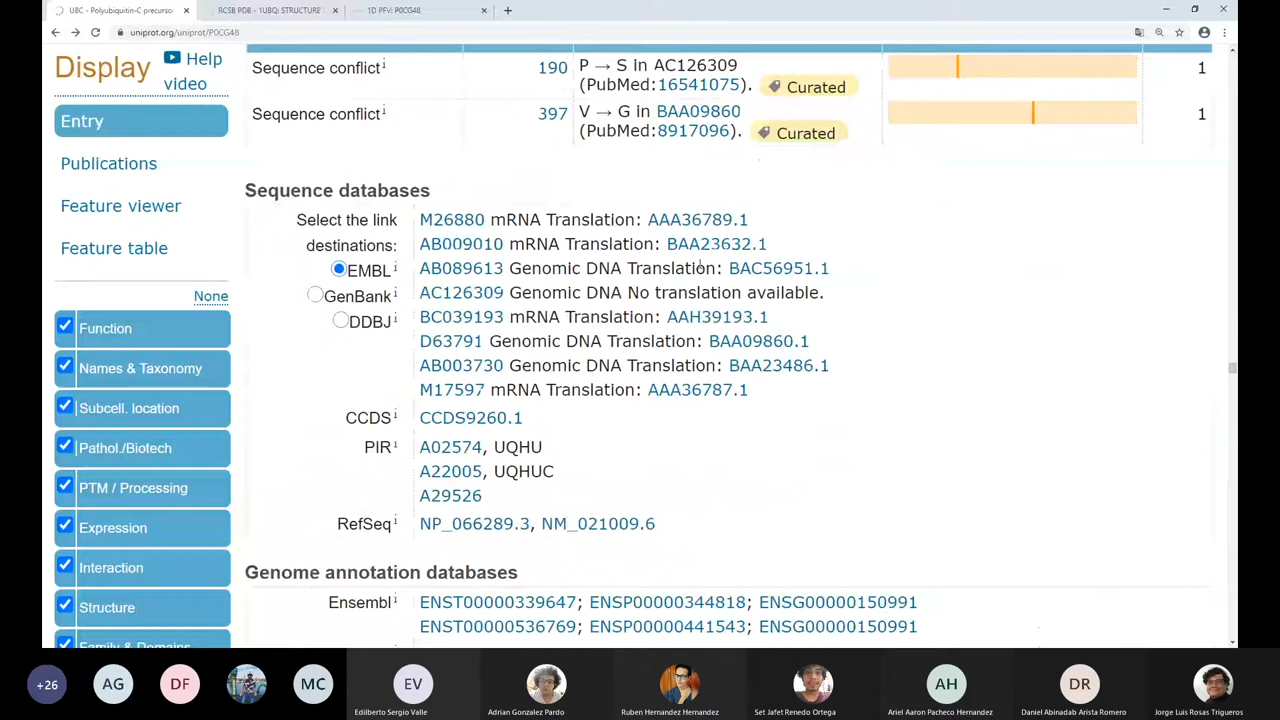 UBC - Polyubiquitin-C precursor
RCSB PDB - 1UBQ: STRUCTURE
1D PFV: P0CG48
uniprot.org/uniprot/P0CG48
Display
Help
video
Entry
Publications
Feature viewer
Feature table
None
Function
Names & Taxonomy
Subcell. location
Pathol./Biotech
PTM / Processing
Expression
Interaction
Structure
Family & Domains
Sequence conflict i 190 P → S in AC126309 1
(PubMed:16541075). Curated
Sequence conflict i 397 V → G in BAA09860 1
(PubMed:8917096). Curated
Sequence databases
Select the link M26880 mRNA Translation: AAA36789.1
destinations: AB009010 mRNA Translation: BAA23632.1
EMBL i AB089613 Genomic DNA Translation: BAC56951.1
GenBank i AC126309 Genomic DNA No translation available.
DDBJ i BC039193 mRNA Translation: AAH39193.1
D63791 Genomic DNA Translation: BAA09860.1
AB003730 Genomic DNA Translation: BAA23486.1
M17597 mRNA Translation: AAA36787.1
CCDS i CCDS9260.1
PIR i A02574, UQHU
A22005, UQHUC
A29526
RefSeq i NP_066289.3, NM_021009.6
Genome annotation databases
Ensembl i ENST00000339647; ENSP00000344818; ENSG00000150991
ENST00000536769; ENSP00000441543; ENSG00000150991
+26
AG
DF
MC
EV
AH
DR
Edilberto Sergio Valle
Adrian Gonzalez Pardo
Ruben Hernandez Hernandez
Set Jafet Renedo Ortega
Ariel Aaron Pacheco Hernandez
Daniel Abinadab Arista Romero
Jorge Luis Rosas Trigueros